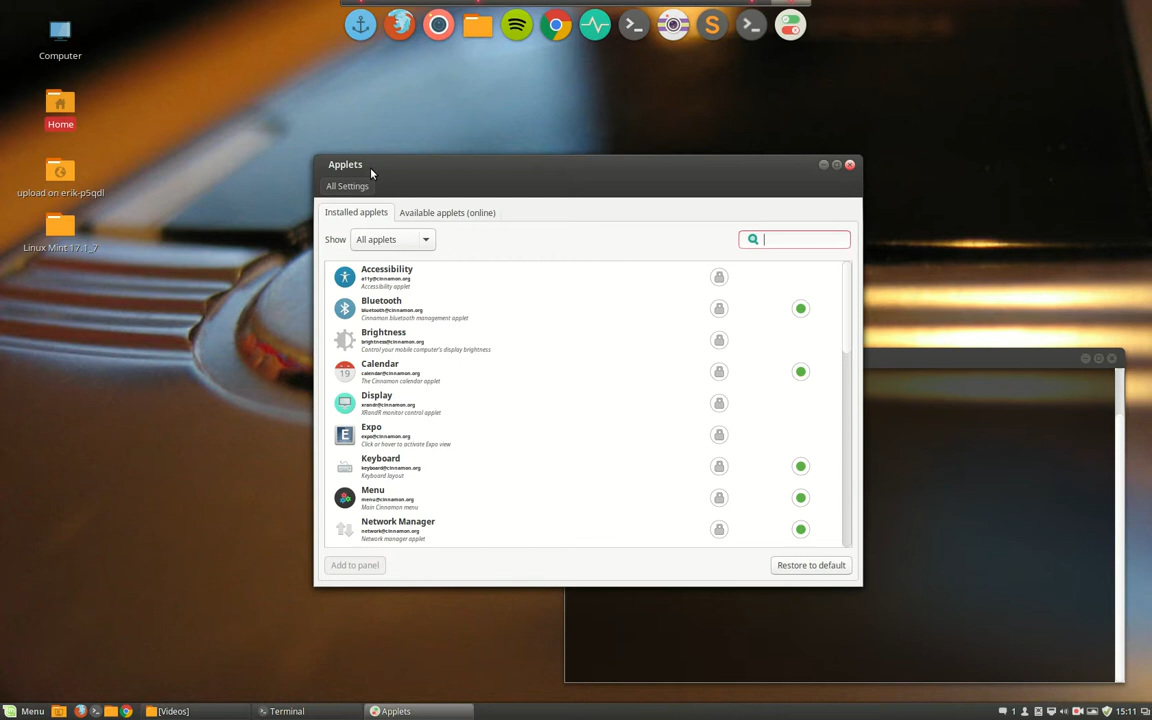 Computer
Home
upload on erik-p5qdl
Linux Mint 17.1_7
Applets
All Settings
Installed applets
Available applets (online)
Show
All applets
Accessibility
a11y@cinnamon.org
Accessibility applet
Bluetooth
bluetooth@cinnamon.org
Cinnamon bluetooth management applet
Brightness
brightness@cinnamon.org
Control your mobile computer's display brightness
19
Calendar
calendar@cinnamon.org
The Cinnamon calendar applet
Display
xrandr@cinnamon.org
XRandR monitor control applet
E
Expo
expo@cinnamon.org
Click or hover to activate Expo view
Keyboard
keyboard@cinnamon.org
Keyboard layout
Menu
menu@cinnamon.org
Main Cinnamon menu
Network Manager
network@cinnamon.org
Network manager applet
Add to panel
Restore to default
Menu
[Videos]
Terminal
Applets
1
15:11